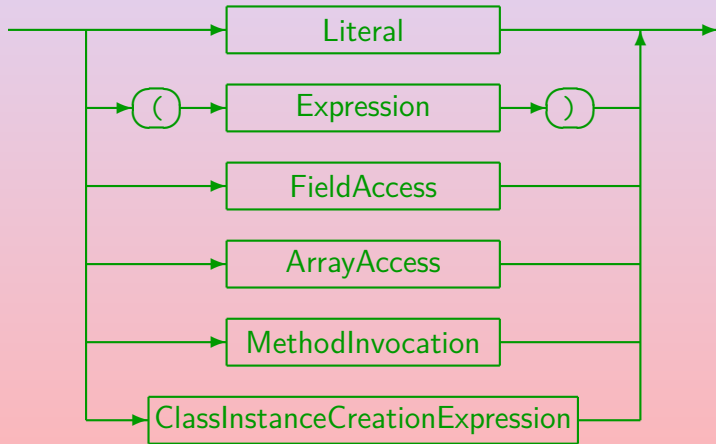 Literal
( Expression )
FieldAccess
ArrayAccess
MethodInvocation
ClassInstanceCreationExpression